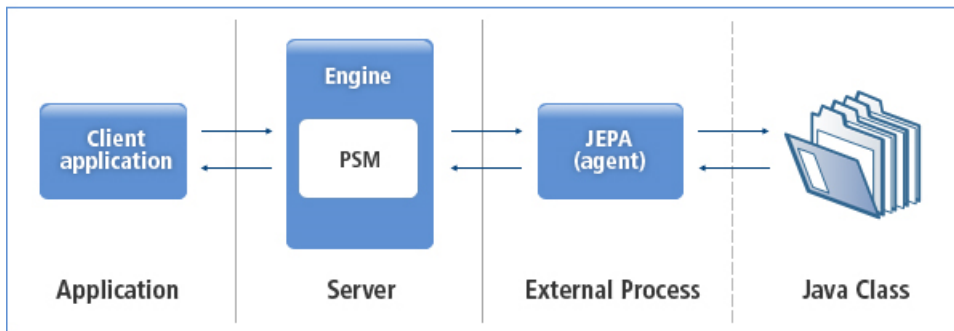 Client
application
Engine
PSM
JEPA
(agent)
Application
Server
External Process
Java Class